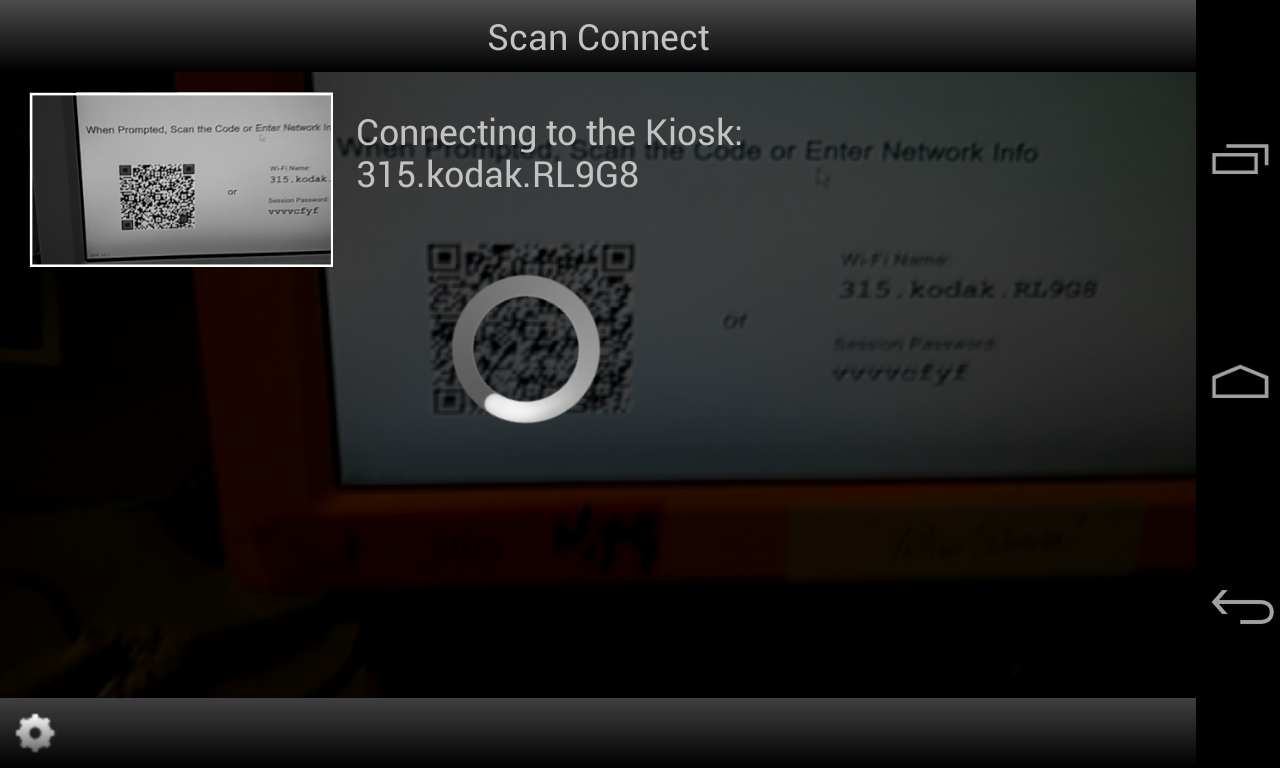 Scan Connect
When Prompted, Scan the Code or Enter Network In
Wi-Fi Name:
315.kodak.
or
Session Password:
vvvvcfyf
Connecting to the Kiosk:
315.kodak.RL9G8
When Prompted, Scan the Code or Enter Network Info
Wi-Fi Name:
315.kodak.RL9G8
or
Session Password:
vvvvcfyf